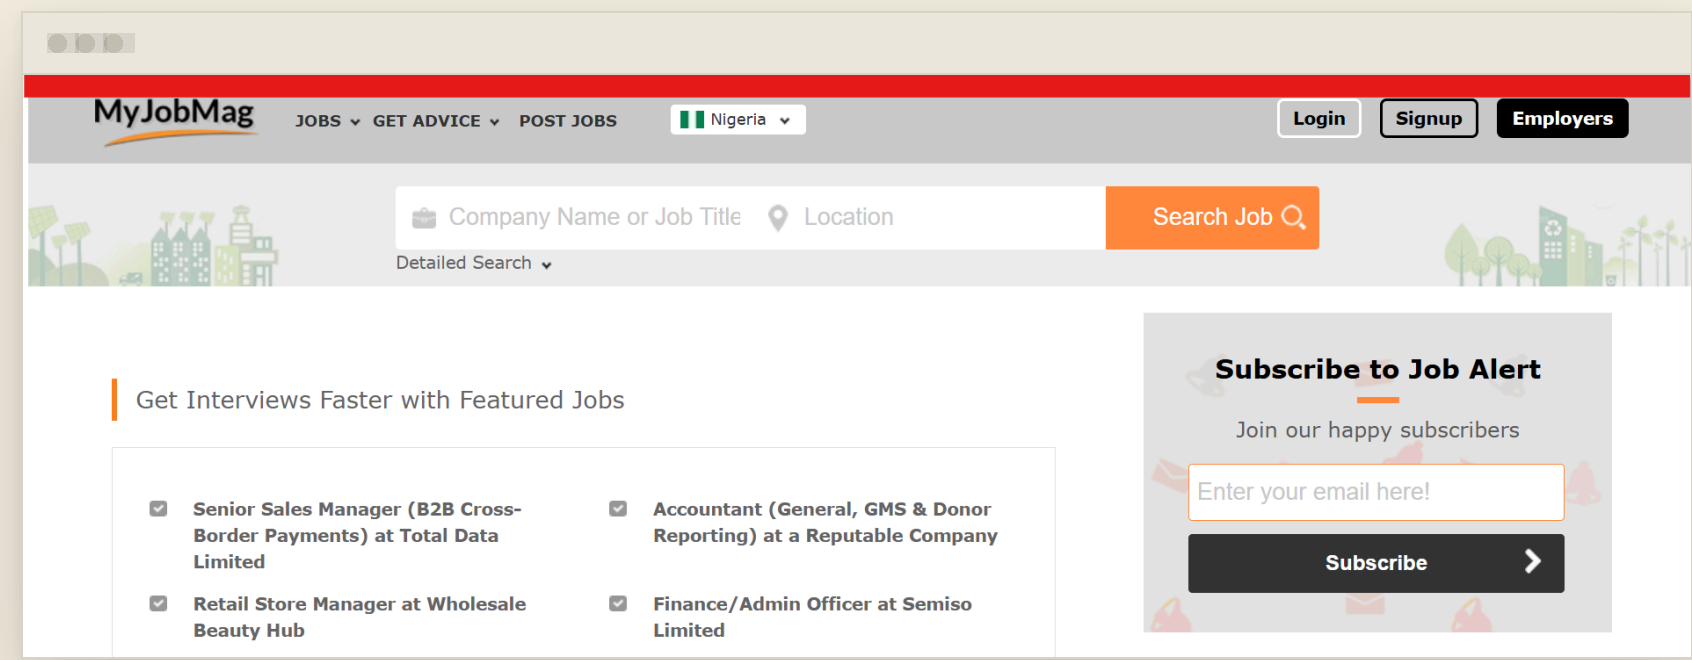 MyJobMag
JOBS
GET ADVICE
POST JOBS
Nigeria
Login
Signup
Employers
Company Name or Job Title
Location
Search Job
Detailed Search
Get Interviews Faster with Featured Jobs
Senior Sales Manager (B2B Cross-
Border Payments) at Total Data
Limited
Accountant (General, GMS & Donor
Reporting) at a Reputable Company
Retail Store Manager at Wholesale
Beauty Hub
Finance/Admin Officer at Semiso
Limited
Subscribe to Job Alert
Join our happy subscribers
Enter your email here!
Subscribe